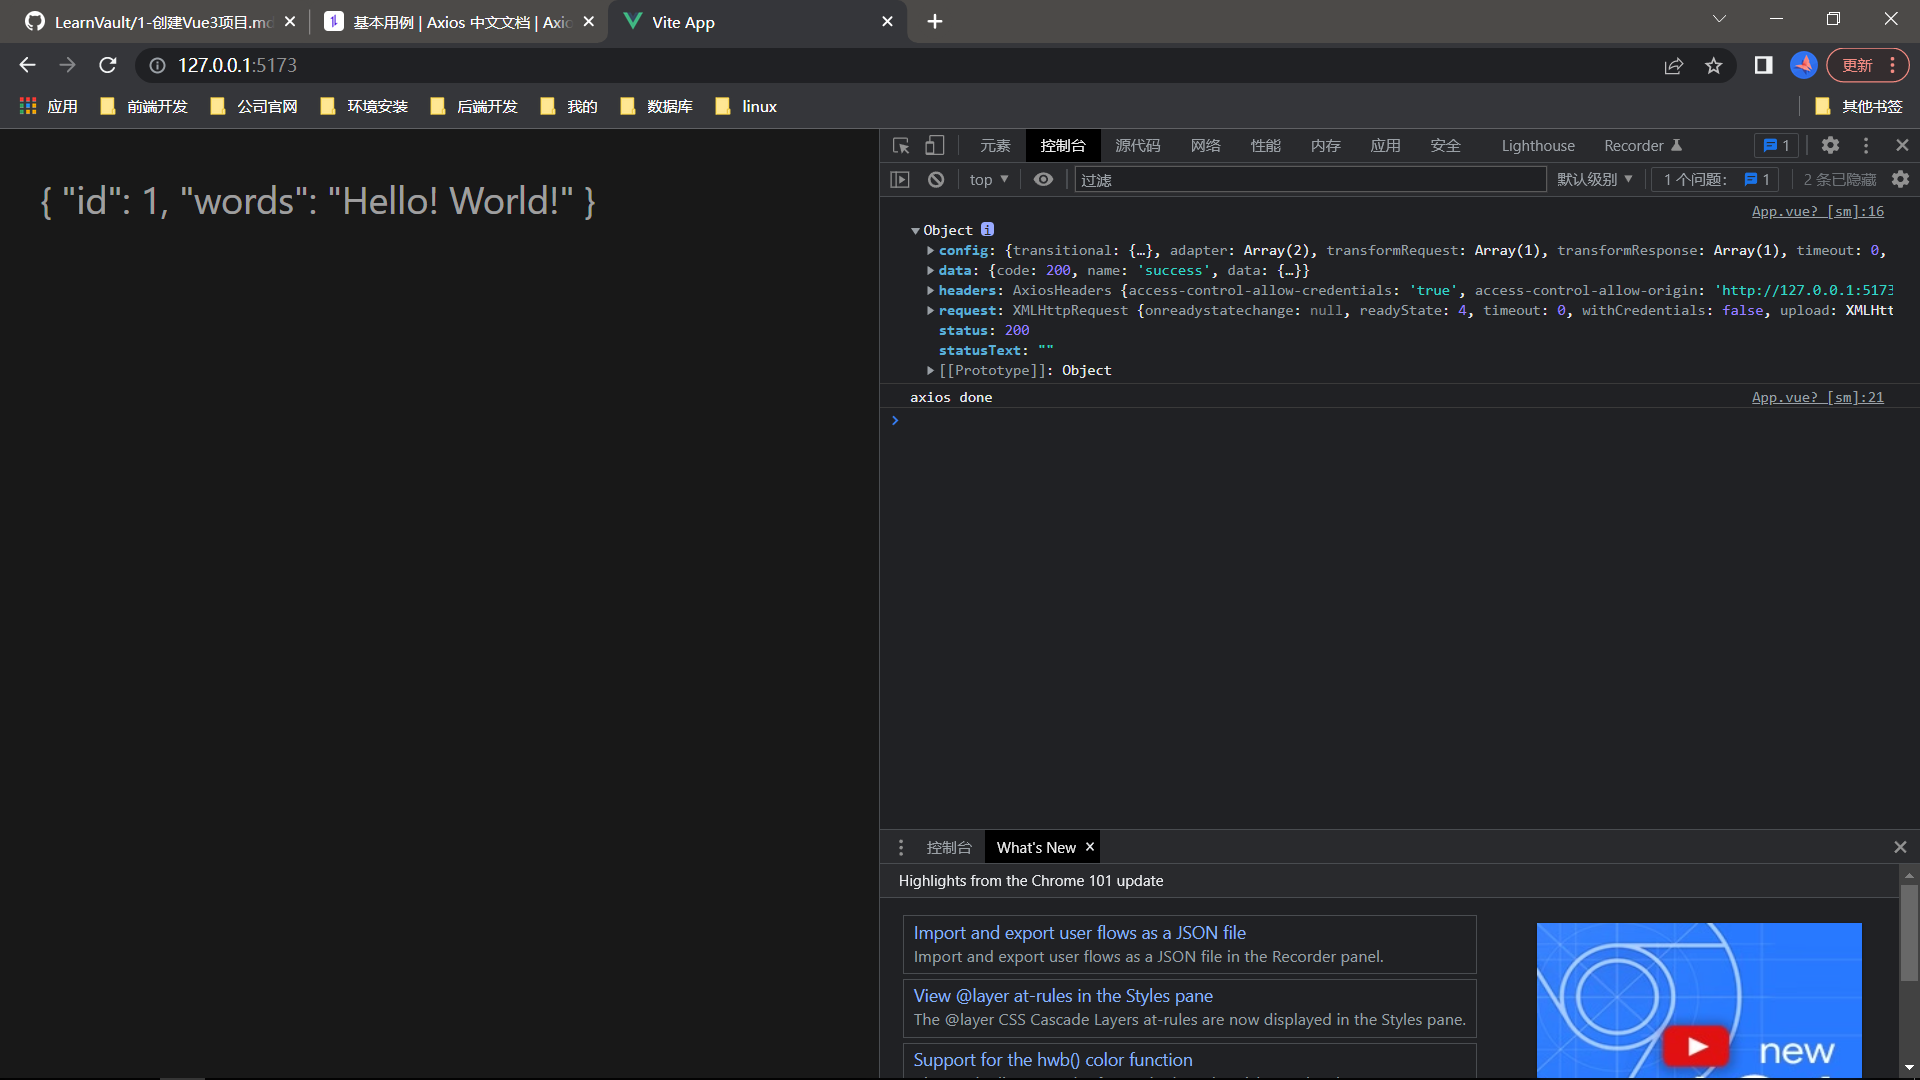 LearnVault/1-创建Vue3项目.md
基本用例 | Axios 中文文档 | Axic
Vite App
127.0.0.1:5173
更新
应用 前端开发 公司官网 环境安装 后端开发 我的 数据库 linux 其他书签
{ "id": 1, "words": "Hello! World!" }
元素 控制台 源代码 网络 性能 内存 应用 安全 Lighthouse Recorder 1
top 过滤 默认级别 1 个问题: 1 2 条已隐藏
App.vue? [sm]:16
Object i
config: {transitional: {…}, adapter: Array(2), transformRequest: Array(1), transformResponse: Array(1), timeout: 0,
data: {code: 200, name: 'success', data: {…}}
headers: AxiosHeaders {access-control-allow-credentials: 'true', access-control-allow-origin: 'http://127.0.0.1:5173
request: XMLHttpRequest {onreadystatechange: null, readyState: 4, timeout: 0, withCredentials: false, upload: XMLHtt
status: 200
statusText: ""
[[Prototype]]: Object
axios done App.vue? [sm]:21
控制台 What's New
Highlights from the Chrome 101 update
Import and export user flows as a JSON file
Import and export user flows as a JSON file in the Recorder panel.
View @layer at-rules in the Styles pane
The @layer CSS Cascade Layers at-rules are now displayed in the Styles pane.
Support for the hwb() color function
new